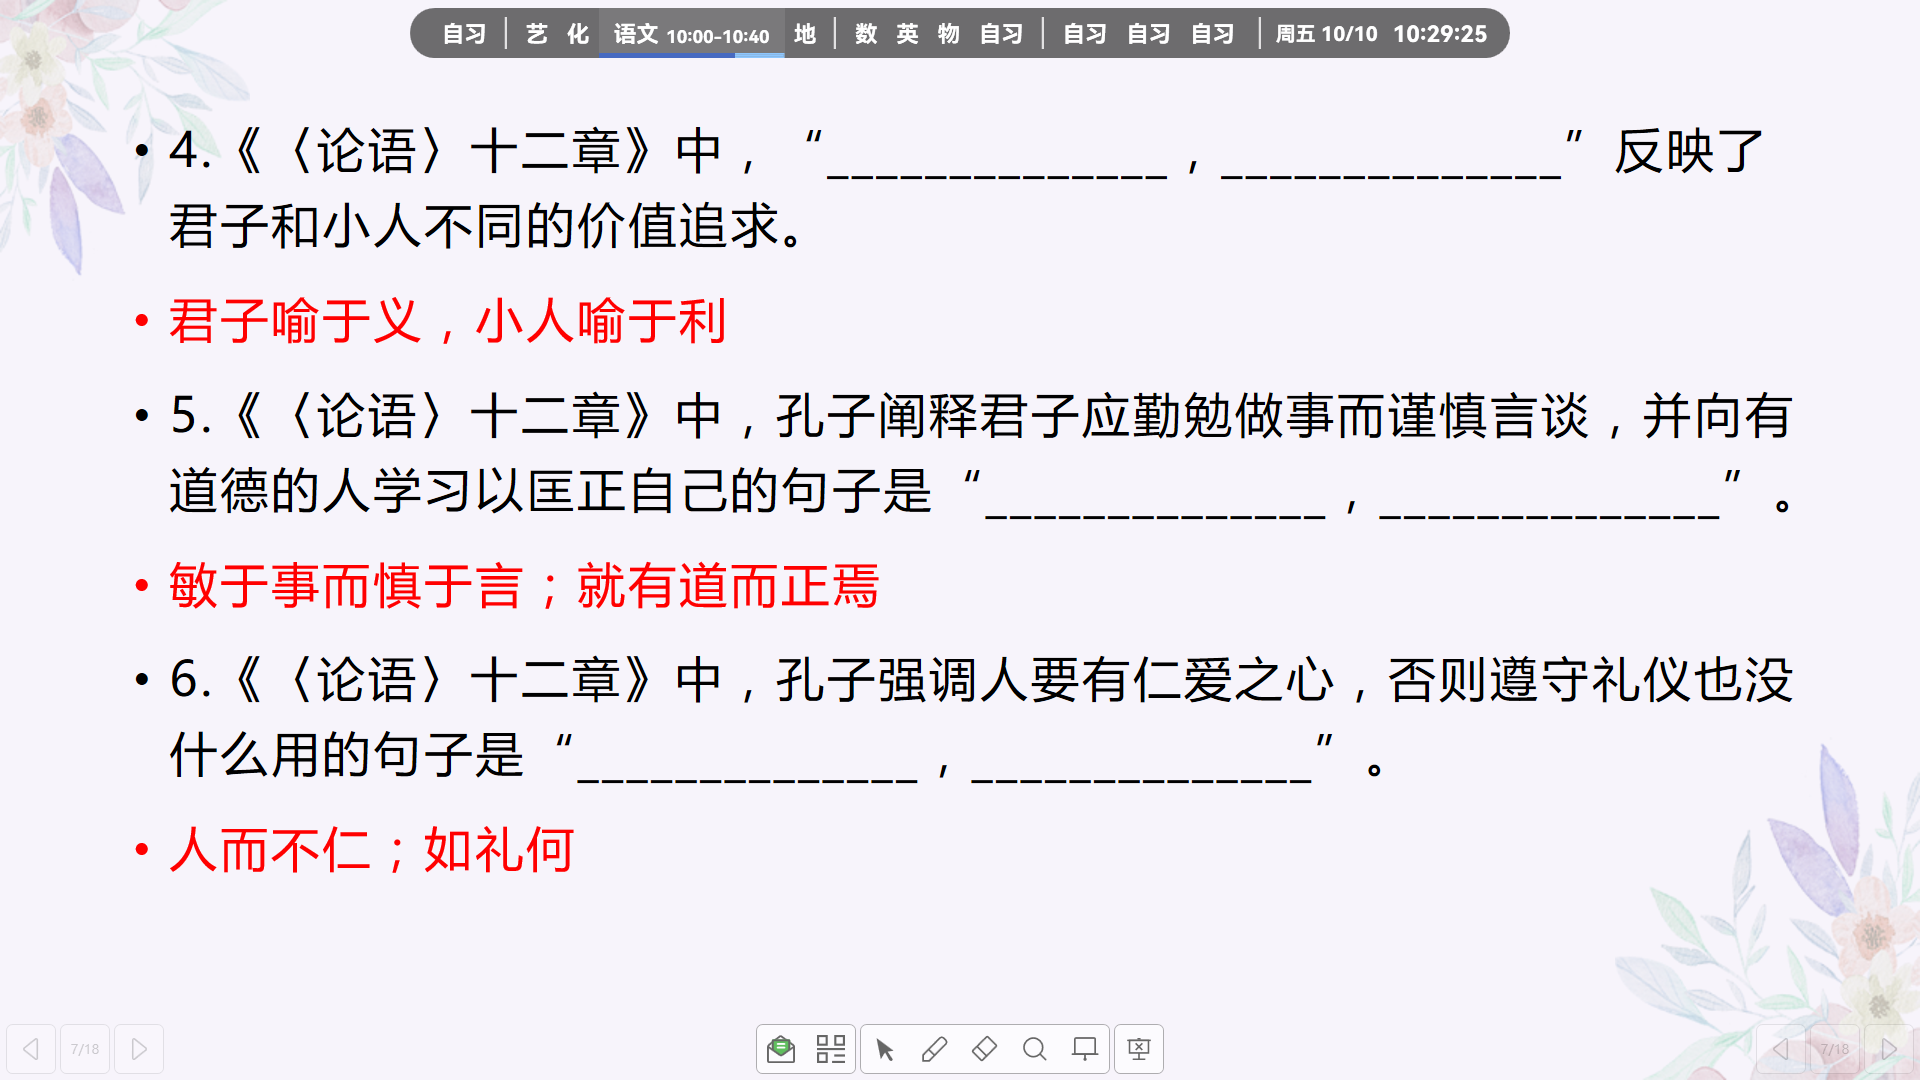 自习 | 艺 化 语文 10:00-10:40 地 | 数 英 物 自习 | 自习 自习 自习 | 周五 10/10 10:29:25
• 4.《〈论语〉十二章》中，“______________，______________”反映了
君子和小人不同的价值追求。
• 君子喻于义，小人喻于利
• 5.《〈论语〉十二章》中，孔子阐释君子应勤勉做事而谨慎言谈，并向有
道德的人学习以匡正自己的句子是“______________，______________”。
• 敏于事而慎于言；就有道而正焉
• 6.《〈论语〉十二章》中，孔子强调人要有仁爱之心，否则遵守礼仪也没
什么用的句子是“______________，______________”。
• 人而不仁；如礼何
7/18
7/18